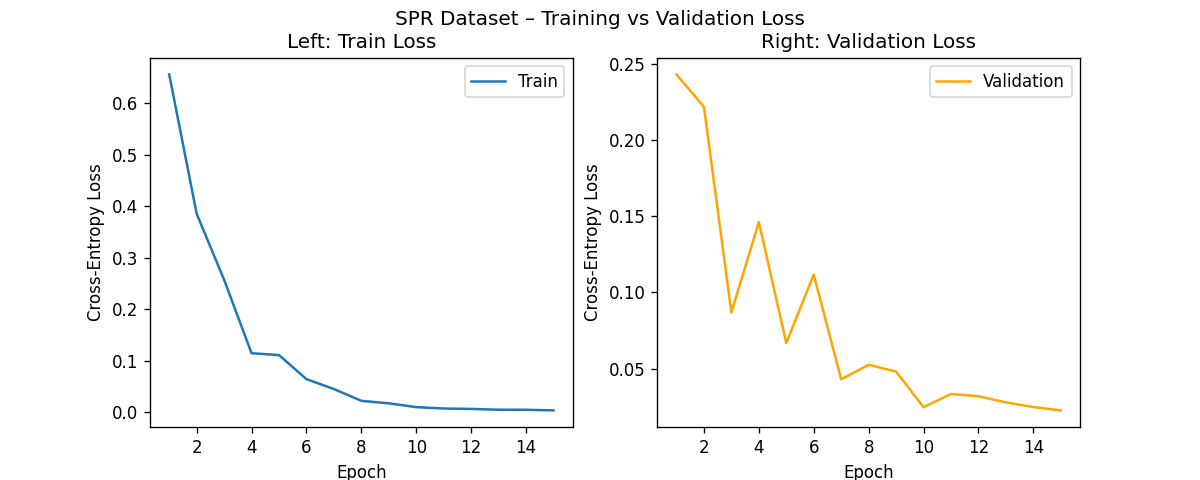 SPR Dataset – Training vs Validation Loss
Left: Train Loss
Train
0.6
0.5
0.4
0.3
0.2
0.1
0.0
Cross-Entropy Loss
2 4 6 8 10 12 14
Epoch
Right: Validation Loss
Validation
0.25
0.20
0.15
0.10
0.05
Cross-Entropy Loss
2 4 6 8 10 12 14
Epoch